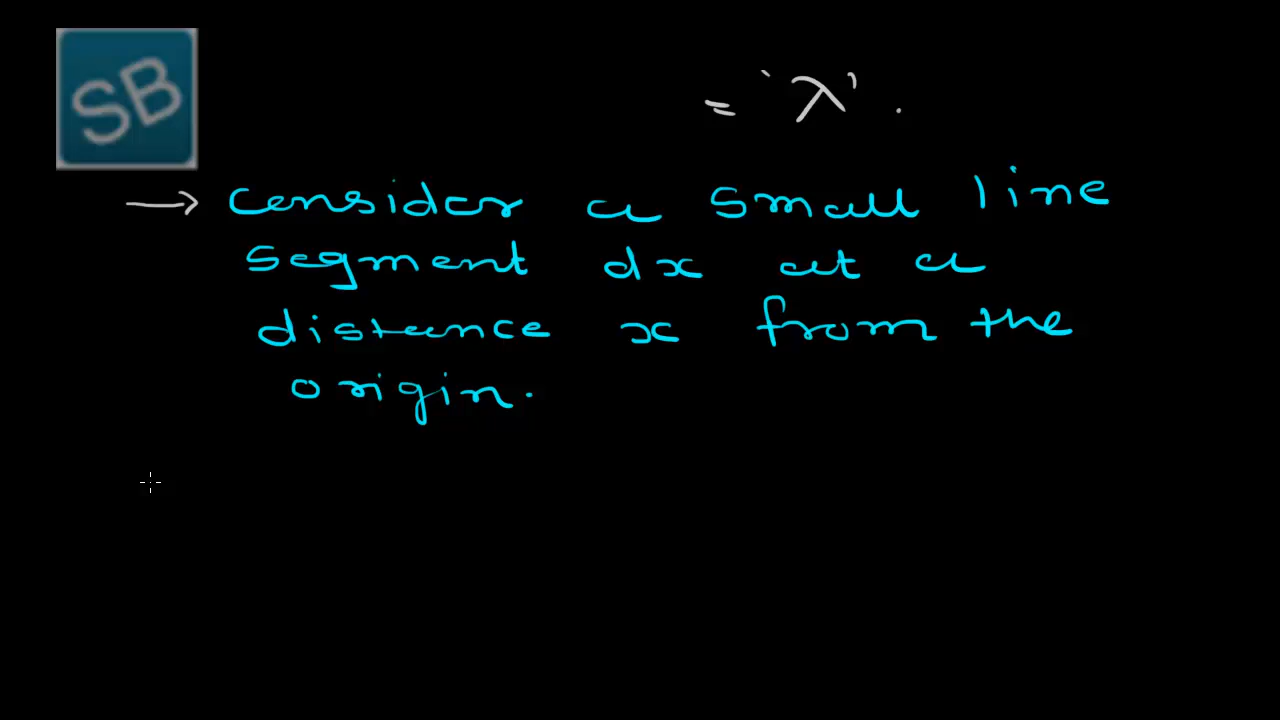 SB
= 'λ'.
→ consider a small line
segment dx at a
distance x from the
origin.